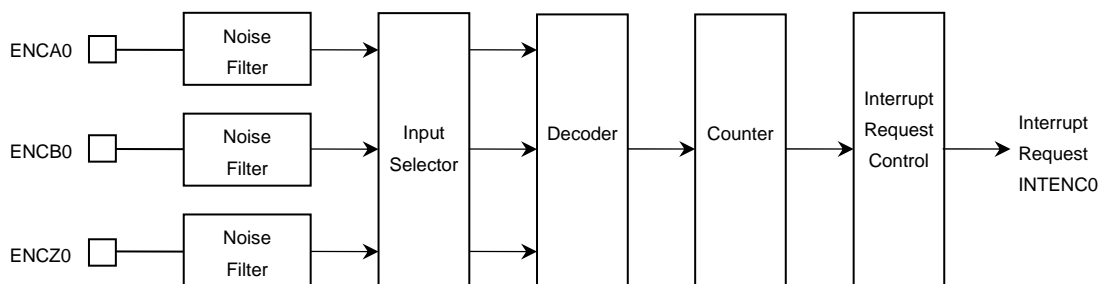 ENCA0
Noise
Filter
ENCB0
Noise
Filter
ENCZ0
Noise
Filter
Input
Selector
Decoder
Counter
Interrupt
Request
Control
Interrupt
Request
INTENC0